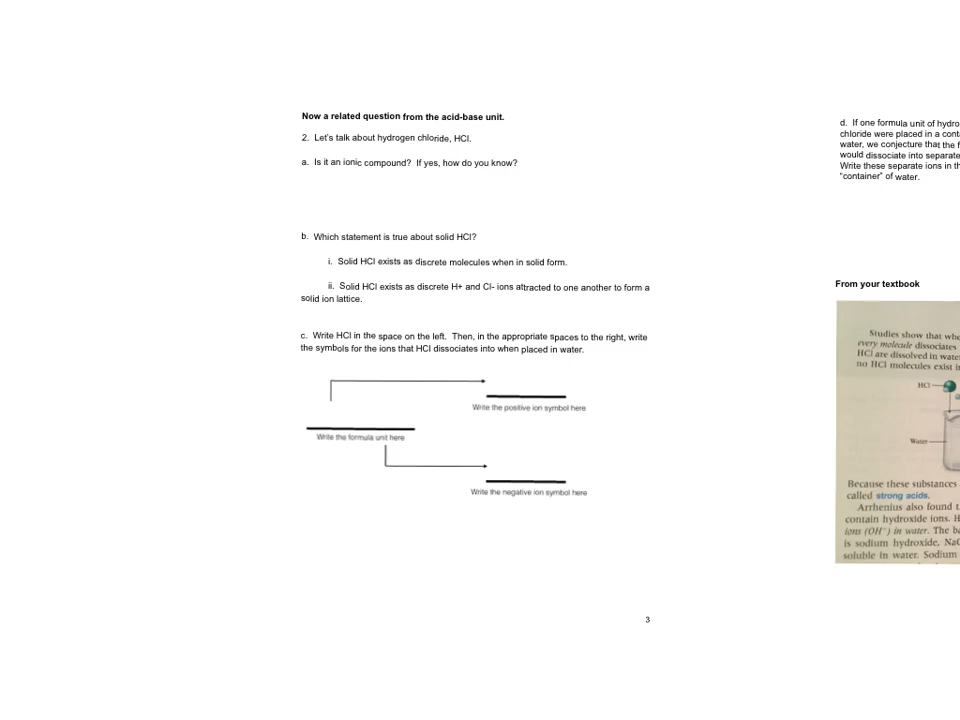 Now a related question from the acid-base unit.
2. Let's talk about hydrogen chloride, HCl.
a. Is it an ionic compound? If yes, how do you know?
b. Which statement is true about solid HCl?
i. Solid HCl exists as discrete molecules when in solid form.
ii. Solid HCl exists as discrete H+ and Cl- ions attracted to one another to form a
solid ion lattice.
c. Write HCl in the space on the left. Then, in the appropriate spaces to the right, write
the symbols for the ions that HCl dissociates into when placed in water.
Write the positive ion symbol here
Write the formula unit here
Write the negative ion symbol here
3
d. If one formula unit of hydro
chloride were placed in a cont
water, we conjecture that the f
would dissociate into separate
Write these separate ions in th
"container" of water.
From your textbook
Studies show that whe
every molecule dissociates
HCl are dissolved in wate
no HCl molecules exist i
HCl
Water
Because these substances
called strong acids.
Arrhenius also found t
contain hydroxide ions. H
ions (OH⁻) in water. The ba
is sodium hydroxide, NaO
soluble in water. Sodium